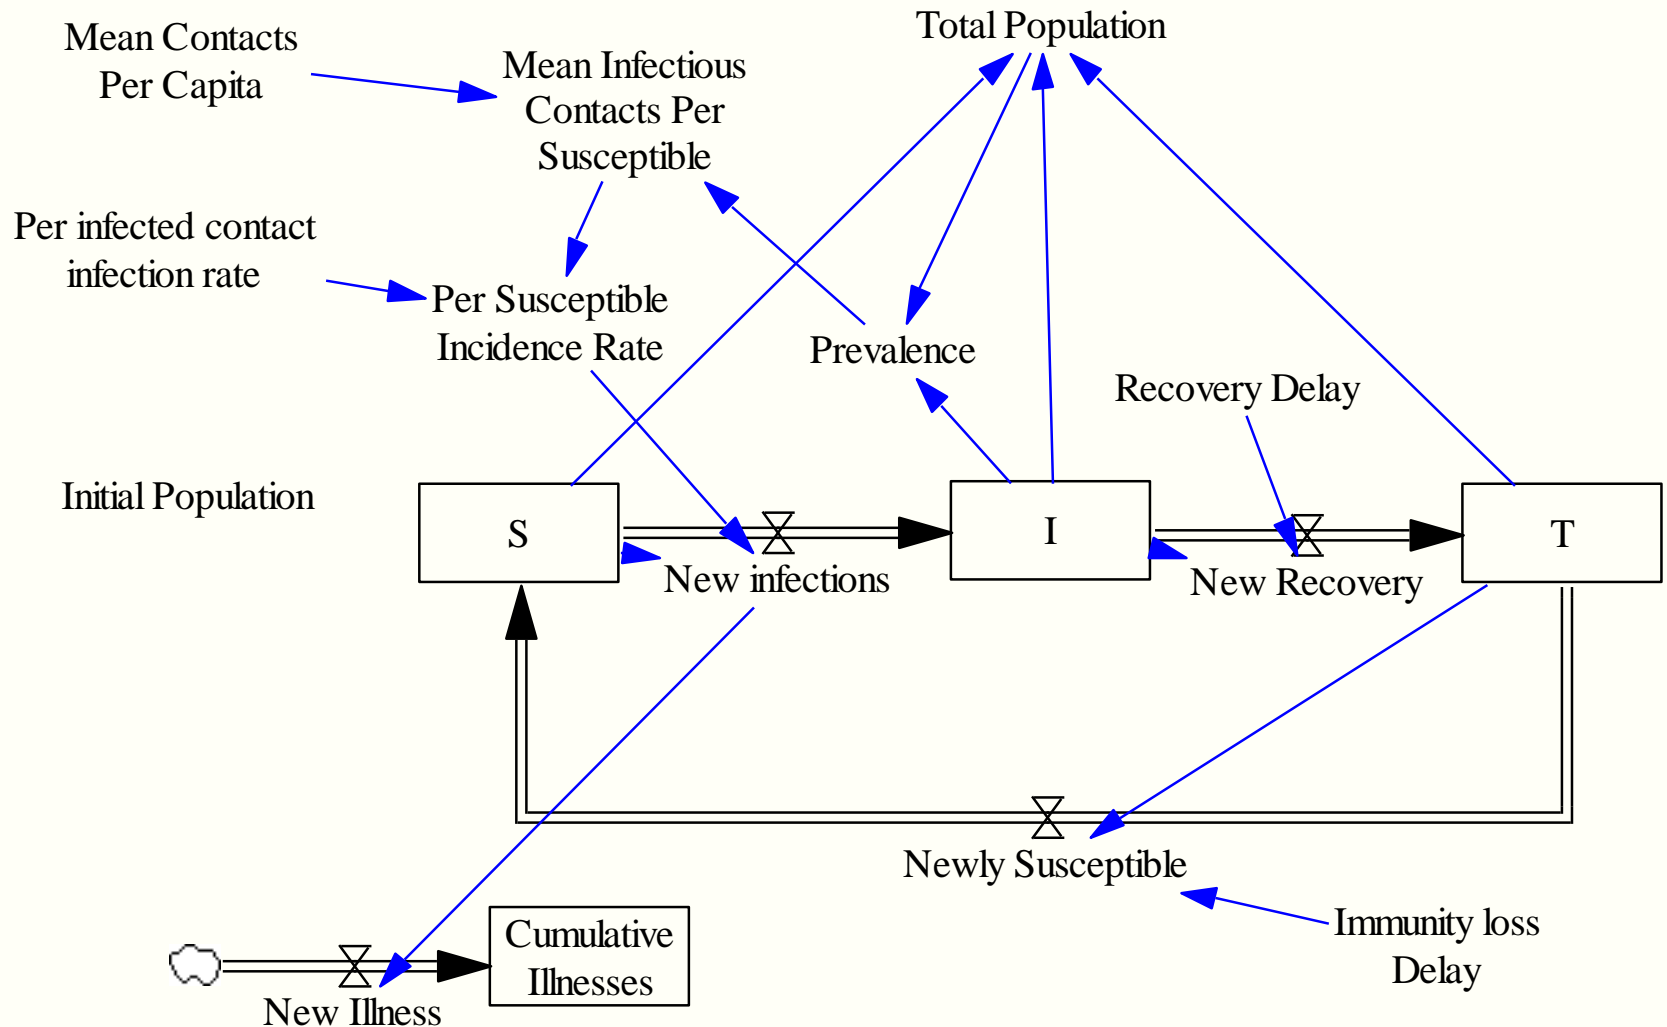 Total Population
Mean Contacts
Per Capita
Mean Infectious
Contacts Per
Susceptible
Per infected contact
infection rate
Per Susceptible
Incidence Rate
Prevalence
Recovery Delay
Initial Population
S
I
T
New infections
New Recovery
Newly Susceptible
Immunity loss
Delay
Cumulative
Illnesses
New Illness